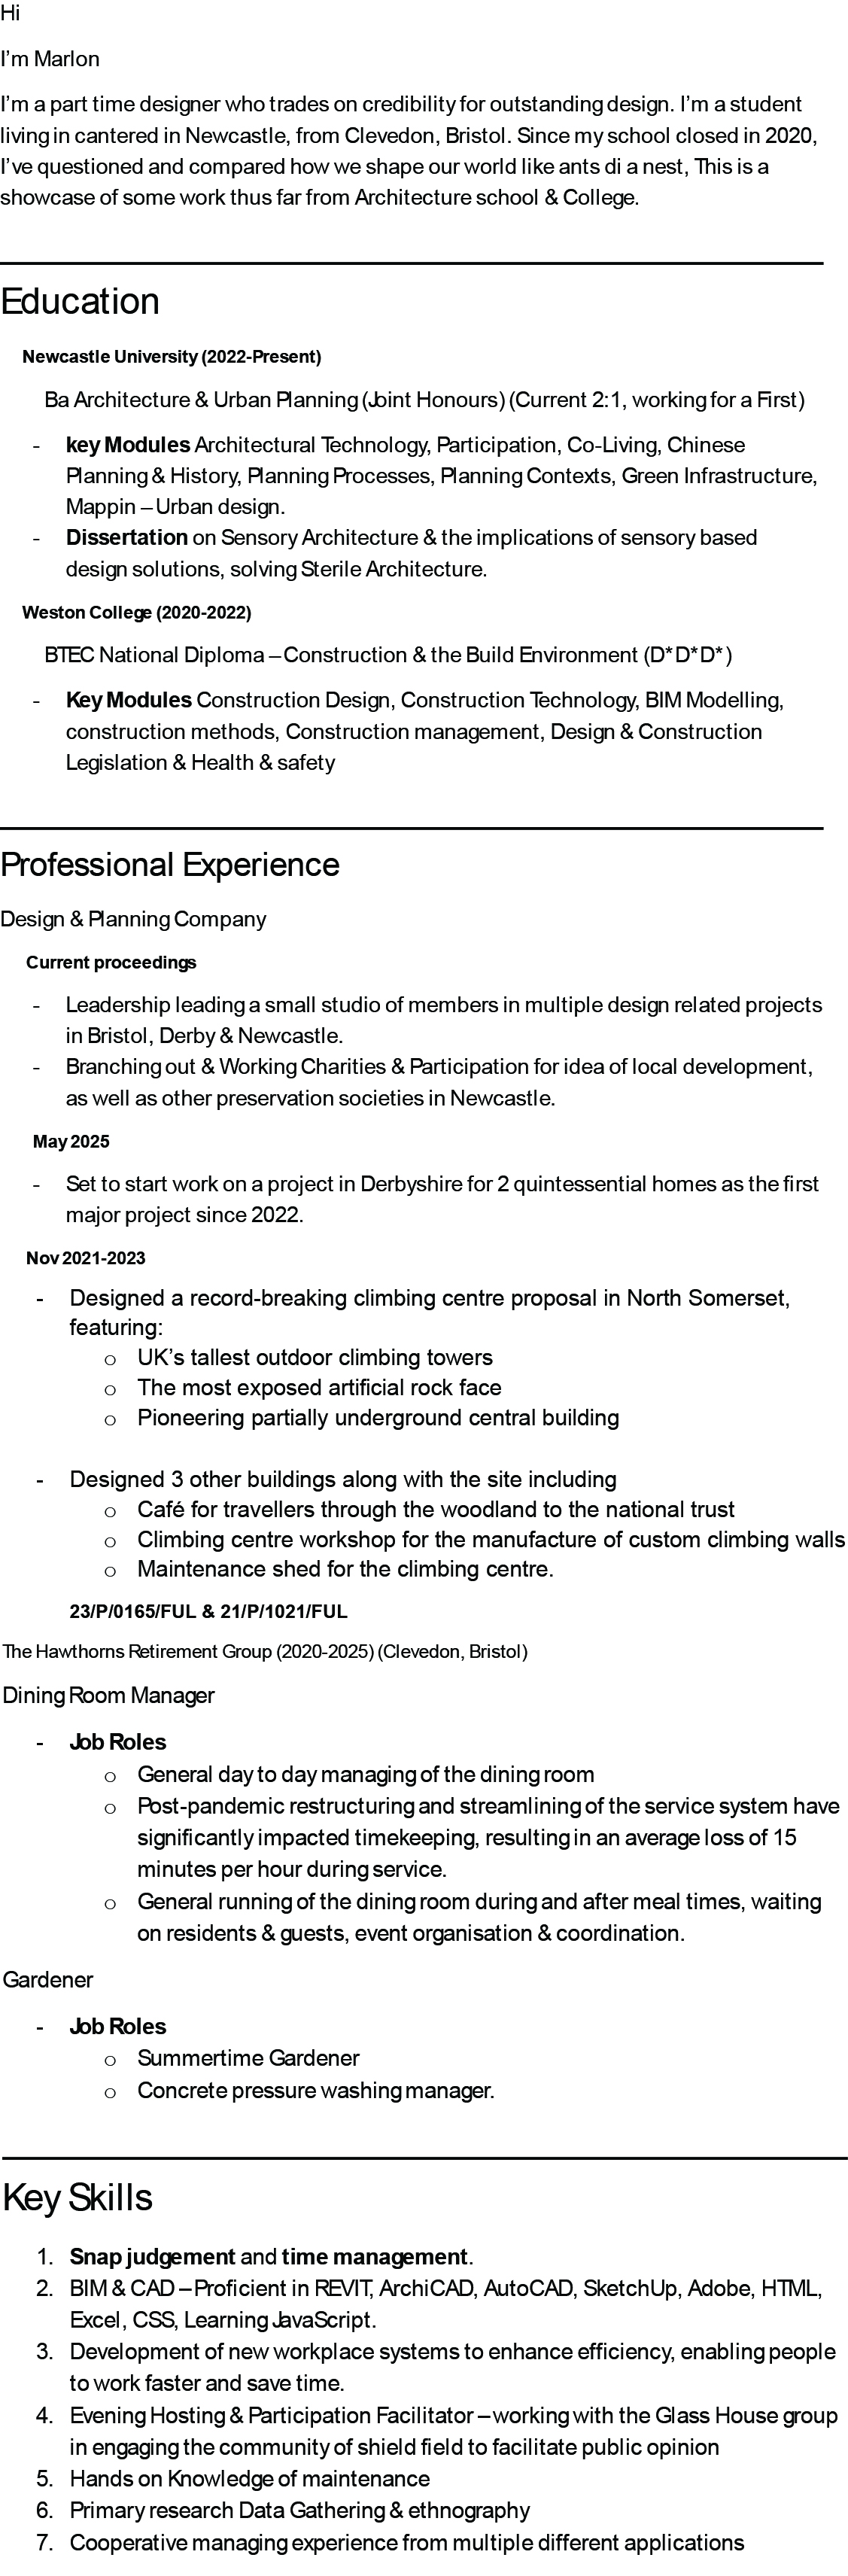 Hi
I'm Marlon
I'm a part time designer who trades on credibility for outstanding design. I'm a student
living in cantered in Newcastle, from Clevedon, Bristol. Since my school closed in 2020,
I've questioned and compared how we shape our world like ants di a nest, This is a
showcase of some work thus far from Architecture school & College.
Education
Newcastle University (2022-Present)
Ba Architecture & Urban Planning (Joint Honours) (Current 2:1, working for a First)
- key Modules Architectural Technology, Participation, Co-Living, Chinese
Planning & History, Planning Processes, Planning Contexts, Green Infrastructure,
Mappin – Urban design.
- Dissertation on Sensory Architecture & the implications of sensory based
design solutions, solving Sterile Architecture.
Weston College (2020-2022)
BTEC National Diploma – Construction & the Build Environment (D*D*D*)
- Key Modules Construction Design, Construction Technology, BIM Modelling,
construction methods, Construction management, Design & Construction
Legislation & Health & safety
Professional Experience
Design & Planning Company
Current proceedings
- Leadership leading a small studio of members in multiple design related projects
in Bristol, Derby & Newcastle.
- Branching out & Working Charities & Participation for idea of local development,
as well as other preservation societies in Newcastle.
May 2025
- Set to start work on a project in Derbyshire for 2 quintessential homes as the first
major project since 2022.
Nov 2021-2023
- Designed a record-breaking climbing centre proposal in North Somerset,
featuring:
o UK's tallest outdoor climbing towers
o The most exposed artificial rock face
o Pioneering partially underground central building
- Designed 3 other buildings along with the site including
o Café for travellers through the woodland to the national trust
o Climbing centre workshop for the manufacture of custom climbing walls
o Maintenance shed for the climbing centre.
23/P/0165/FUL & 21/P/1021/FUL
The Hawthorns Retirement Group (2020-2025) (Clevedon, Bristol)
Dining Room Manager
- Job Roles
o General day to day managing of the dining room
o Post-pandemic restructuring and streamlining of the service system have
significantly impacted timekeeping, resulting in an average loss of 15
minutes per hour during service.
o General running of the dining room during and after meal times, waiting
on residents & guests, event organisation & coordination.
Gardener
- Job Roles
o Summertime Gardener
o Concrete pressure washing manager.
Key Skills
1. Snap judgement and time management.
2. BIM & CAD – Proficient in REVIT, ArchiCAD, AutoCAD, SketchUp, Adobe, HTML,
Excel, CSS, Learning JavaScript.
3. Development of new workplace systems to enhance efficiency, enabling people
to work faster and save time.
4. Evening Hosting & Participation Facilitator – working with the Glass House group
in engaging the community of shield field to facilitate public opinion
5. Hands on Knowledge of maintenance
6. Primary research Data Gathering & ethnography
7. Cooperative managing experience from multiple different applications